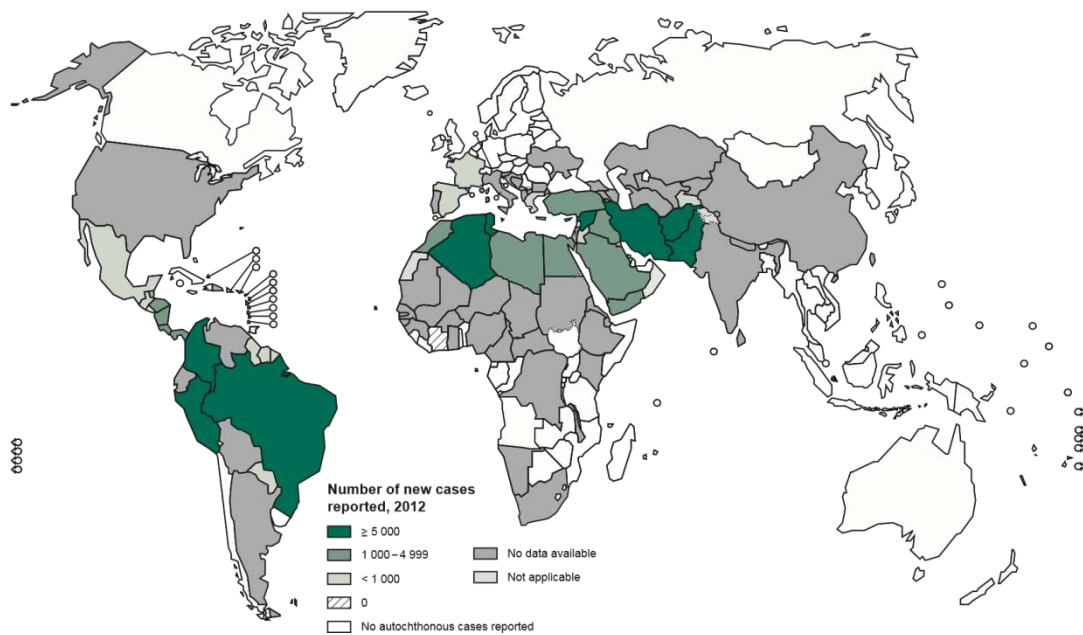 Number of new cases
reported, 2012
≥ 5 000
1 000 – 4 999
< 1 000
0
No autochthonous cases reported
No data available
Not applicable